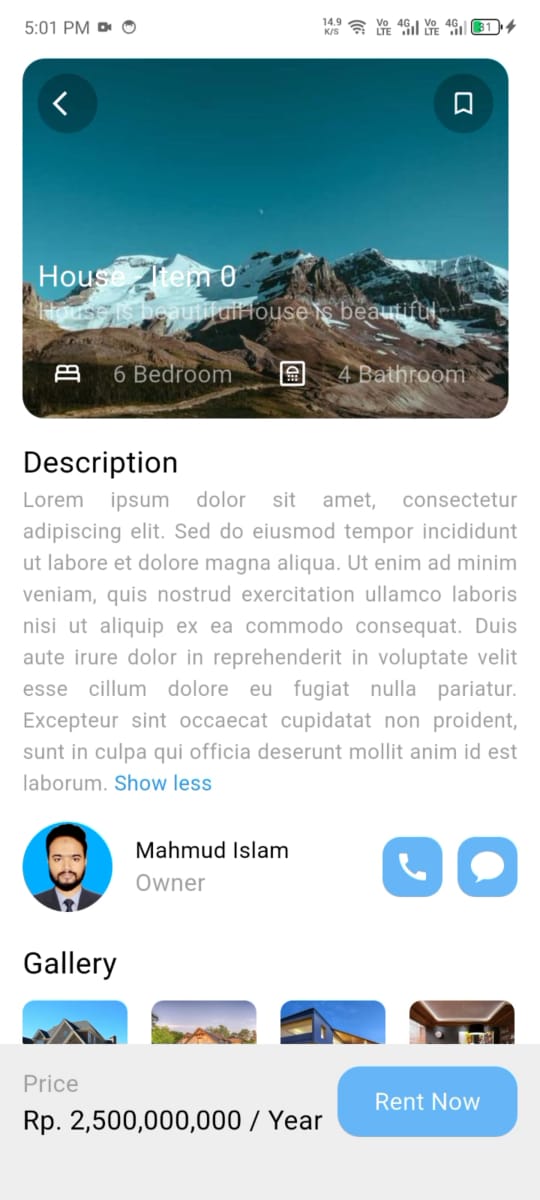 5:01 PM 14.9 K/S Vo LTE 4G Vo LTE 4G 31
House - Item 0
House is beautifulHouse is beautiful
6 Bedroom 4 Bathroom
Description
Lorem ipsum dolor sit amet, consectetur
adipiscing elit. Sed do eiusmod tempor incididunt
ut labore et dolore magna aliqua. Ut enim ad minim
veniam, quis nostrud exercitation ullamco laboris
nisi ut aliquip ex ea commodo consequat. Duis
aute irure dolor in reprehenderit in voluptate velit
esse cillum dolore eu fugiat nulla pariatur.
Excepteur sint occaecat cupidatat non proident,
sunt in culpa qui officia deserunt mollit anim id est
laborum. Show less
Mahmud Islam
Owner
Gallery
Price
Rp. 2,500,000,000 / Year
Rent Now